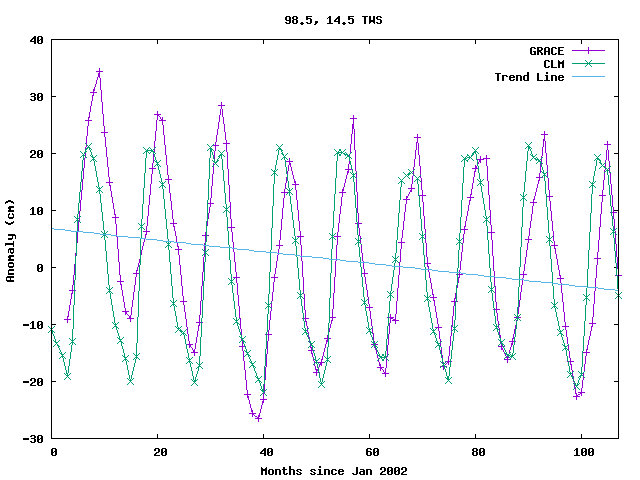 98.5, 14.5 TWS
GRACE
CLM
Trend Line
40
30
20
10
0
-10
-20
-30
Anomaly (cm)
0 20 40 60 80 100
Months since Jan 2002